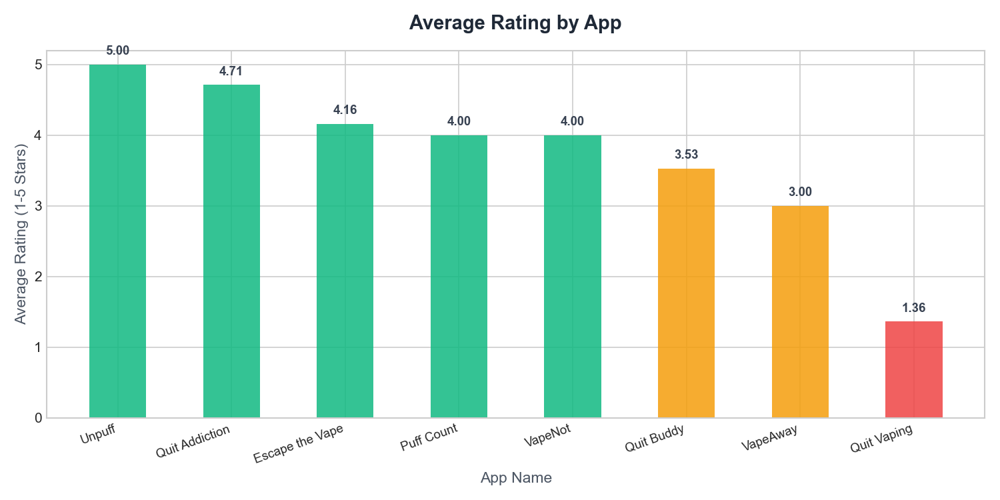 Average Rating by App
Average Rating (1-5 Stars)
5
4
3
2
1
0
5.00
4.71
4.16
4.00
4.00
3.53
3.00
1.36
Unpuff
Quit Addiction
Escape the Vape
Puff Count
VapeNot
Quit Buddy
VapeAway
Quit Vaping
App Name